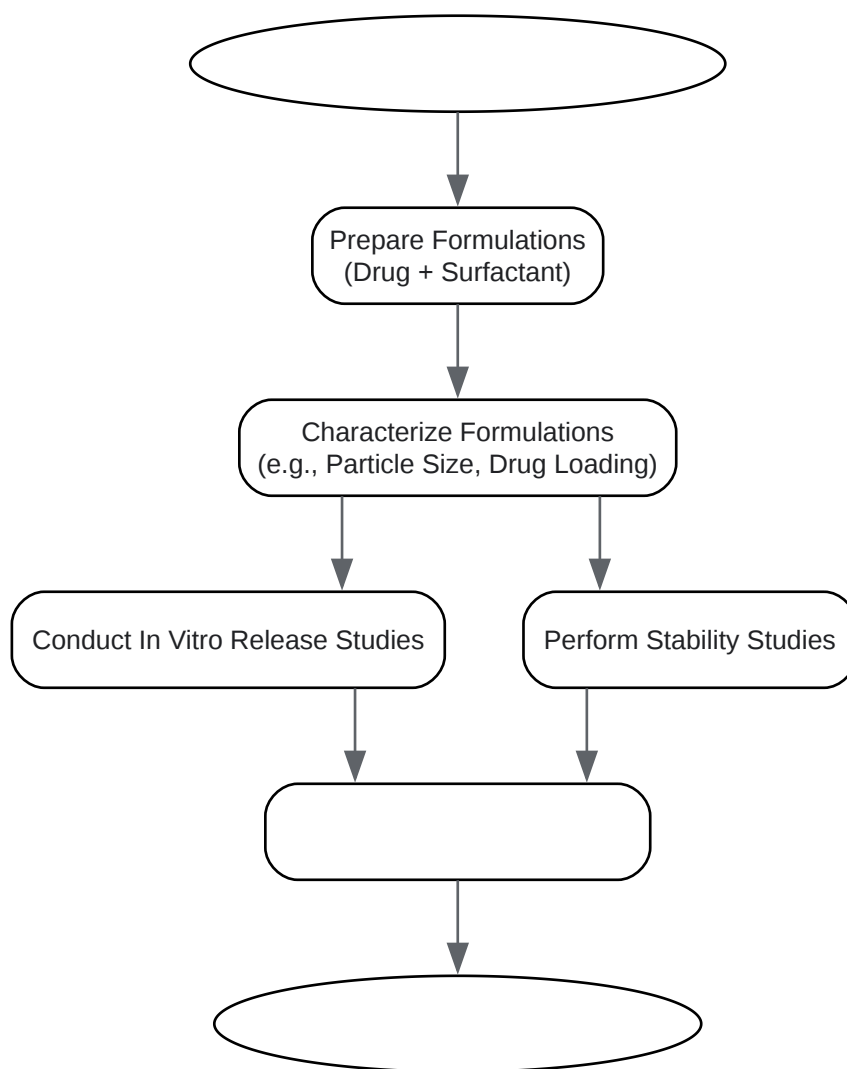 Prepare Formulations
(Drug + Surfactant)
Characterize Formulations
(e.g., Particle Size, Drug Loading)
Conduct In Vitro Release Studies
Perform Stability Studies